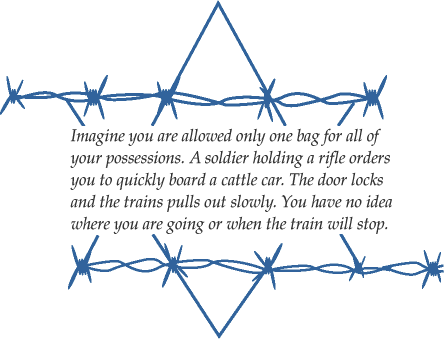 Imagine you are allowed only one bag for all of
your possessions. A soldier holding a rifle orders
you to quickly board a cattle car. The door locks
and the trains pulls out slowly. You have no idea
where you are going or when the train will stop.